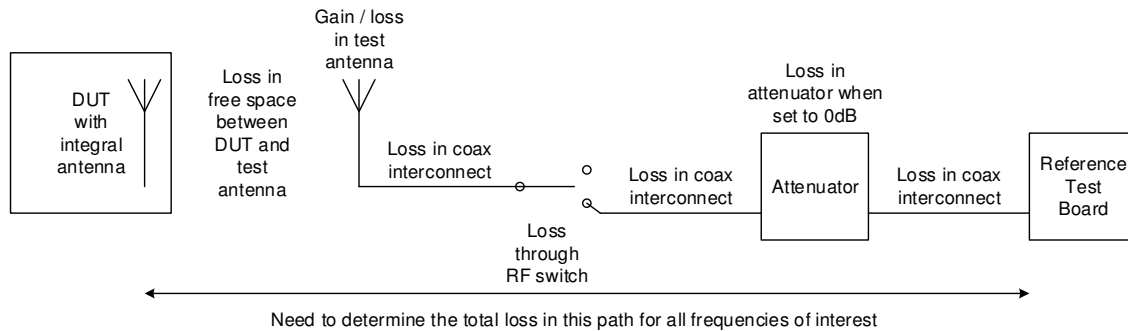 DUT
with
integral
antenna
Loss in
free space
between
DUT and
test
antenna
Gain / loss
in test
antenna
Loss in coax
interconnect
Loss
through
RF switch
Loss in coax
interconnect
Loss in
attenuator when
set to 0dB
Attenuator
Loss in coax
interconnect
Reference
Test
Board
Need to determine the total loss in this path for all frequencies of interest